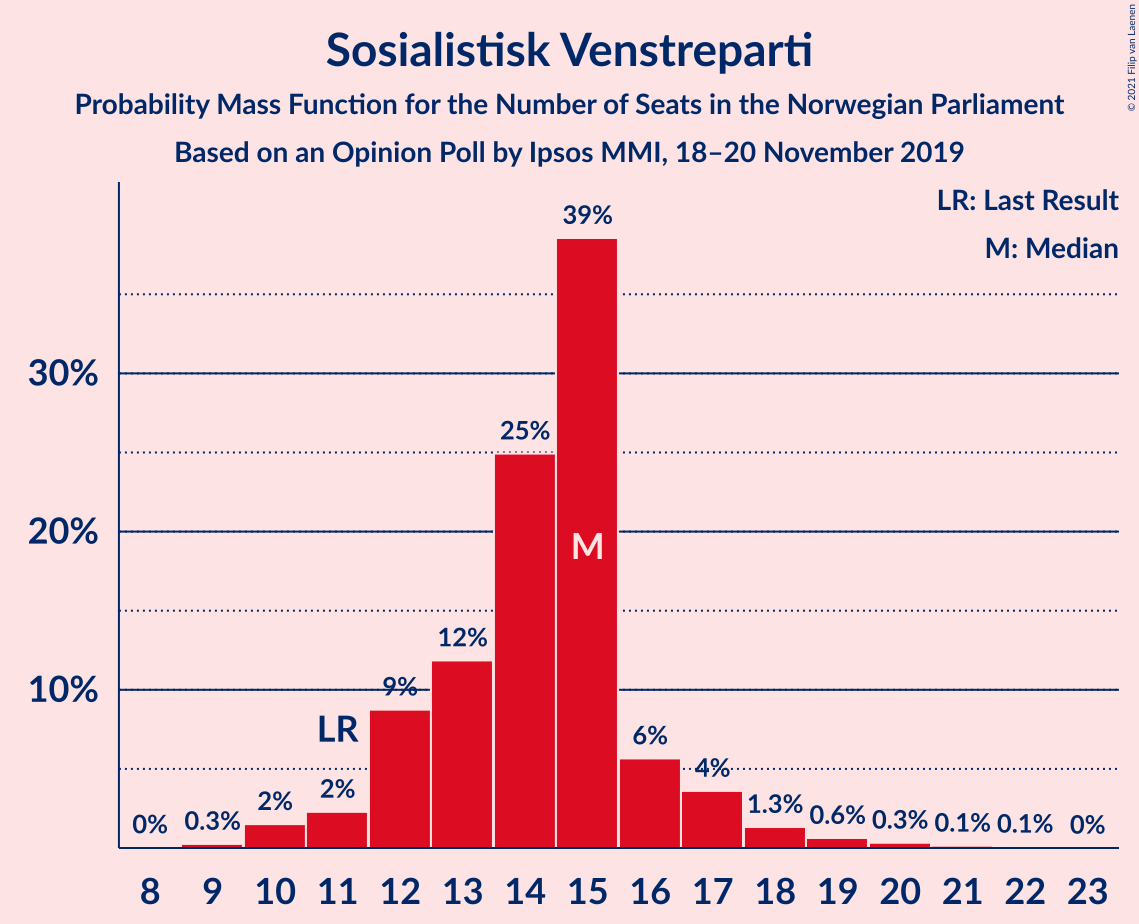 Sosialistisk Venstreparti
Probability Mass Function for the Number of Seats in the Norwegian Parliament
Based on an Opinion Poll by Ipsos MMI, 18–20 November 2019
© 2021 Filip van Laenen
LR: Last Result
M: Median
39%
30%
25%
20%
M
12%
10%
9%
LR
6%
4%
0%
0.3%
2%
2%
1.3%
0.6%
0.3%
0.1%
0.1%
0%
8 9 10 11 12 13 14 15 16 17 18 19 20 21 22 23